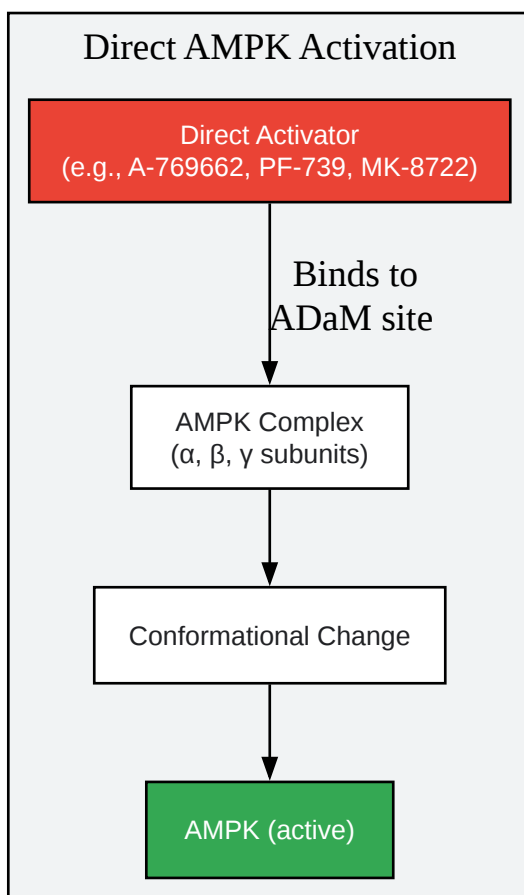 Direct AMPK Activation
Direct Activator
(e.g., A-769662, PF-739, MK-8722)
Binds to
ADaM site
AMPK Complex
(α, β, γ subunits)
Conformational Change
AMPK (active)